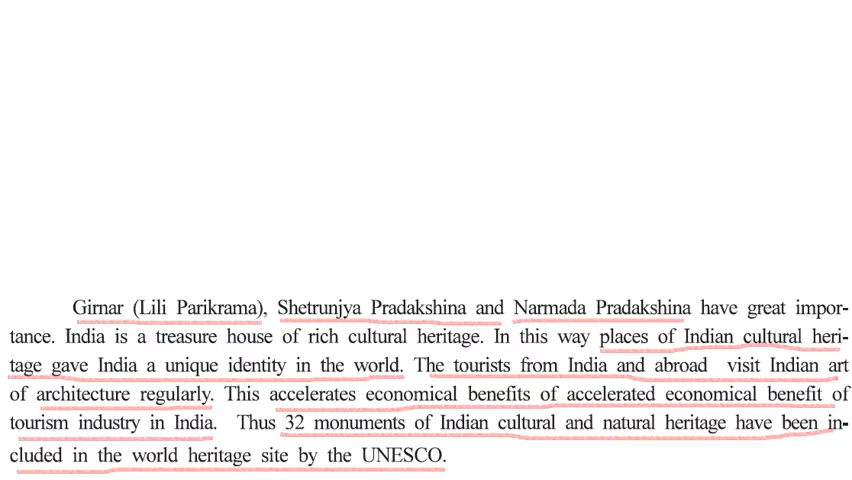 Girnar (Lili Parikrama), Shetrunjya Pradakshina and Narmada Pradakshina have great impor-
tance. India is a treasure house of rich cultural heritage. In this way places of Indian cultural heri-
tage gave India a unique identity in the world. The tourists from India and abroad visit Indian art
of architecture regularly. This accelerates economical benefits of accelerated economical benefit of
tourism industry in India. Thus 32 monuments of Indian cultural and natural heritage have been in-
cluded in the world heritage site by the UNESCO.